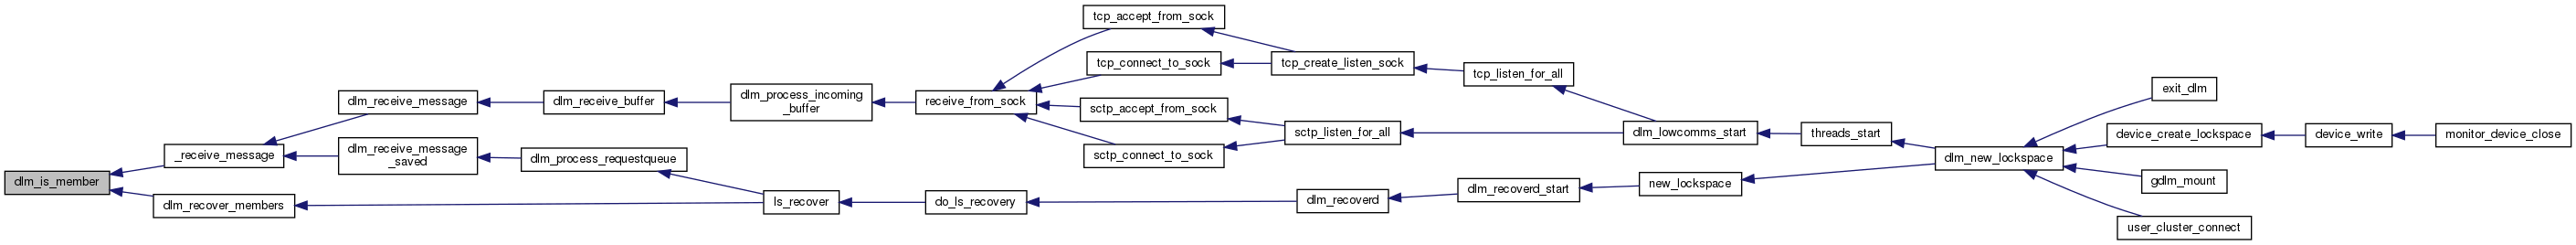 dlm_is_member
_receive_message
dlm_recover_members
dlm_receive_message
dlm_receive_message
_saved
dlm_receive_buffer
dlm_process_requestqueue
dlm_process_incoming
_buffer
ls_recover
receive_from_sock
do_ls_recovery
tcp_accept_from_sock
tcp_connect_to_sock
sctp_accept_from_sock
sctp_connect_to_sock
tcp_create_listen_sock
sctp_listen_for_all
dlm_recoverd
tcp_listen_for_all
dlm_recoverd_start
dlm_lowcomms_start
new_lockspace
threads_start
dlm_new_lockspace
exit_dlm
device_create_lockspace
gdlm_mount
user_cluster_connect
device_write
monitor_device_close